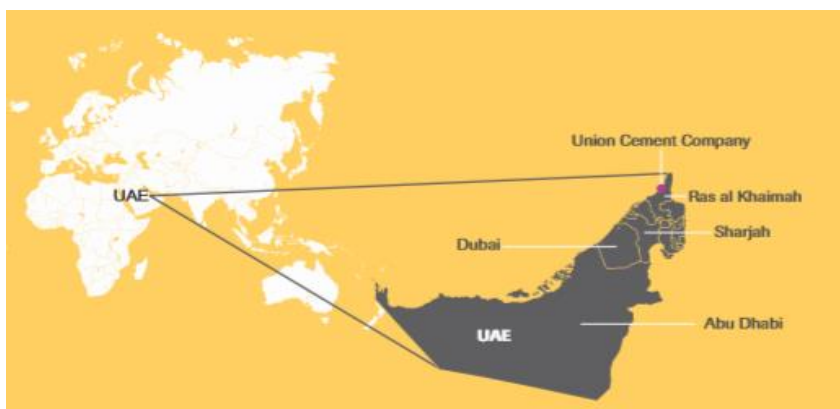 Union Cement Company
UAE
Ras al Khaimah
Sharjah
Dubai
Abu Dhabi
UAE